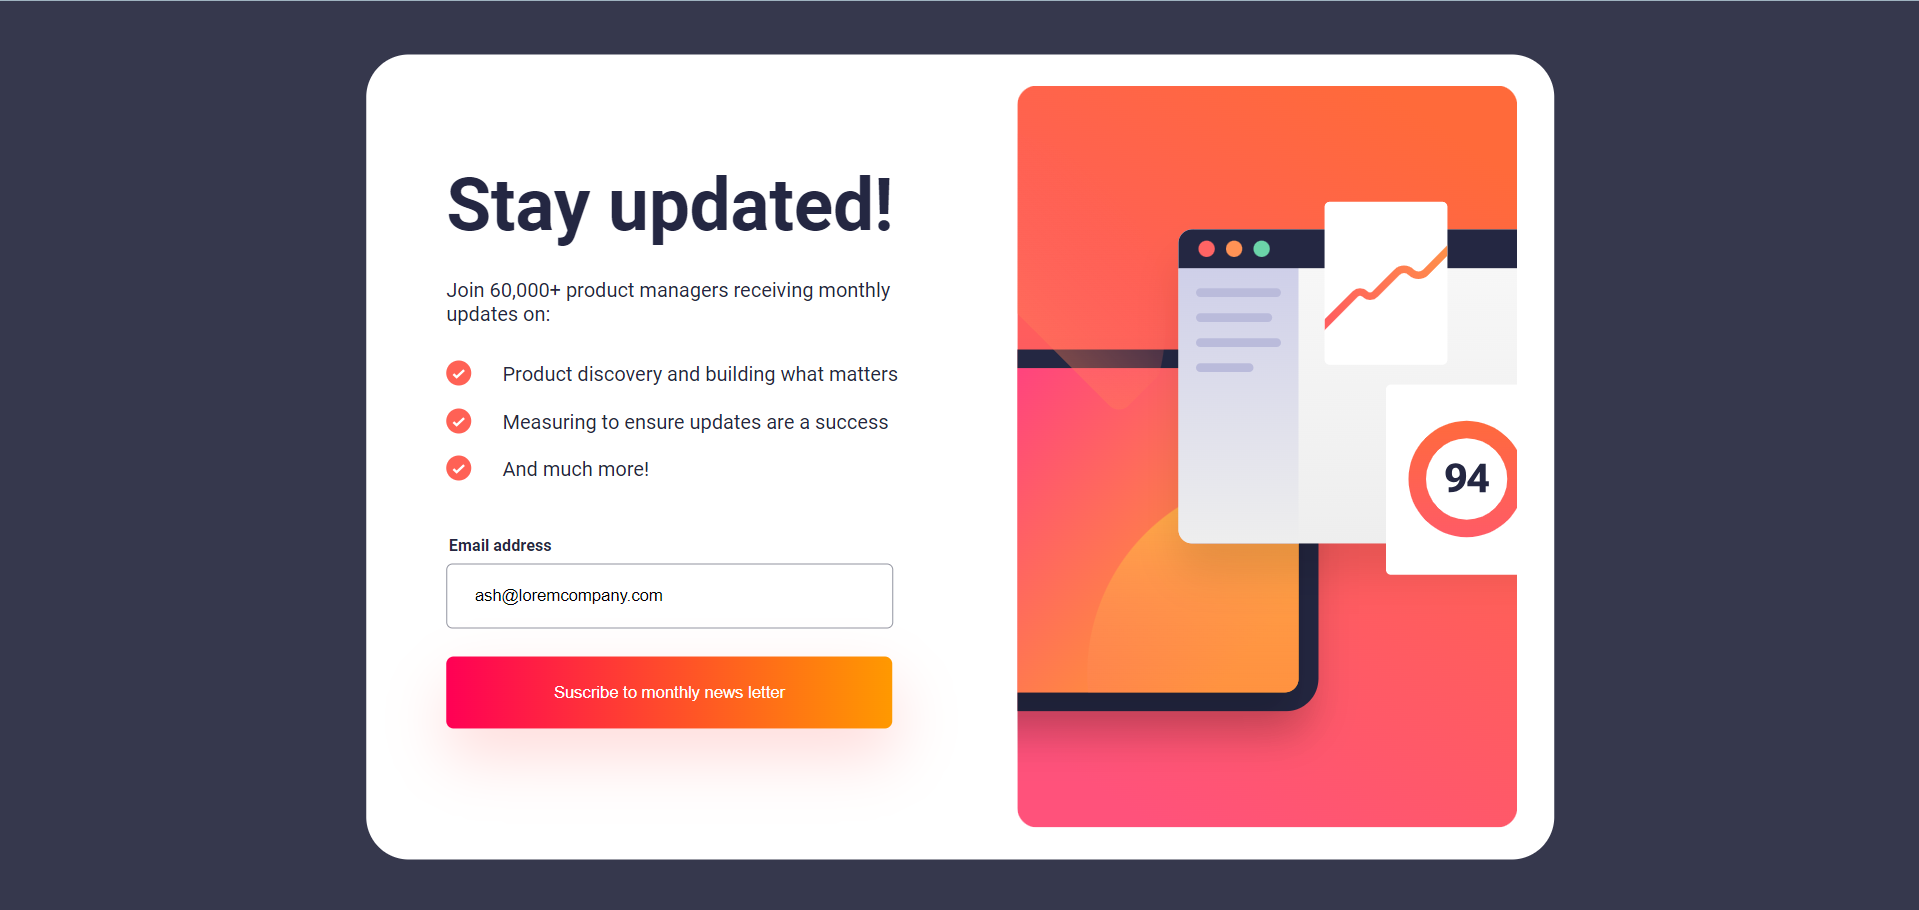 Stay updated!
Join 60,000+ product managers receiving monthly
updates on:
Product discovery and building what matters
Measuring to ensure updates are a success
And much more!
Email address
ash@loremcompany.com
Suscribe to monthly news letter
94